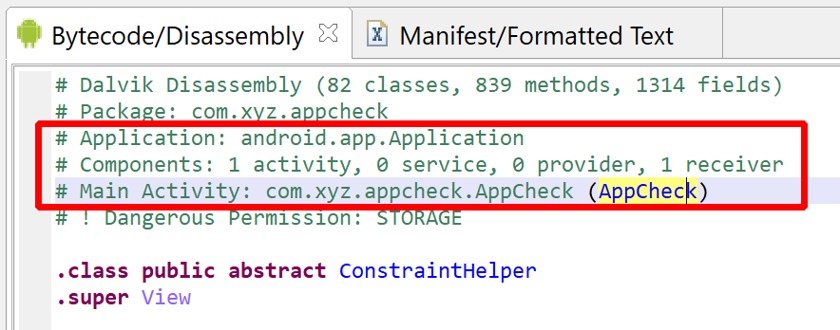 Bytecode/Disassembly
Manifest/Formatted Text
# Dalvik Disassembly (82 classes, 839 methods, 1314 fields)
# Package: com.xyz.appcheck
# Application: android.app.Application
# Components: 1 activity, 0 service, 0 provider, 1 receiver
# Main Activity: com.xyz.appcheck.AppCheck (AppCheck)
# ! Dangerous Permission: STORAGE
.class public abstract ConstraintHelper
.super View